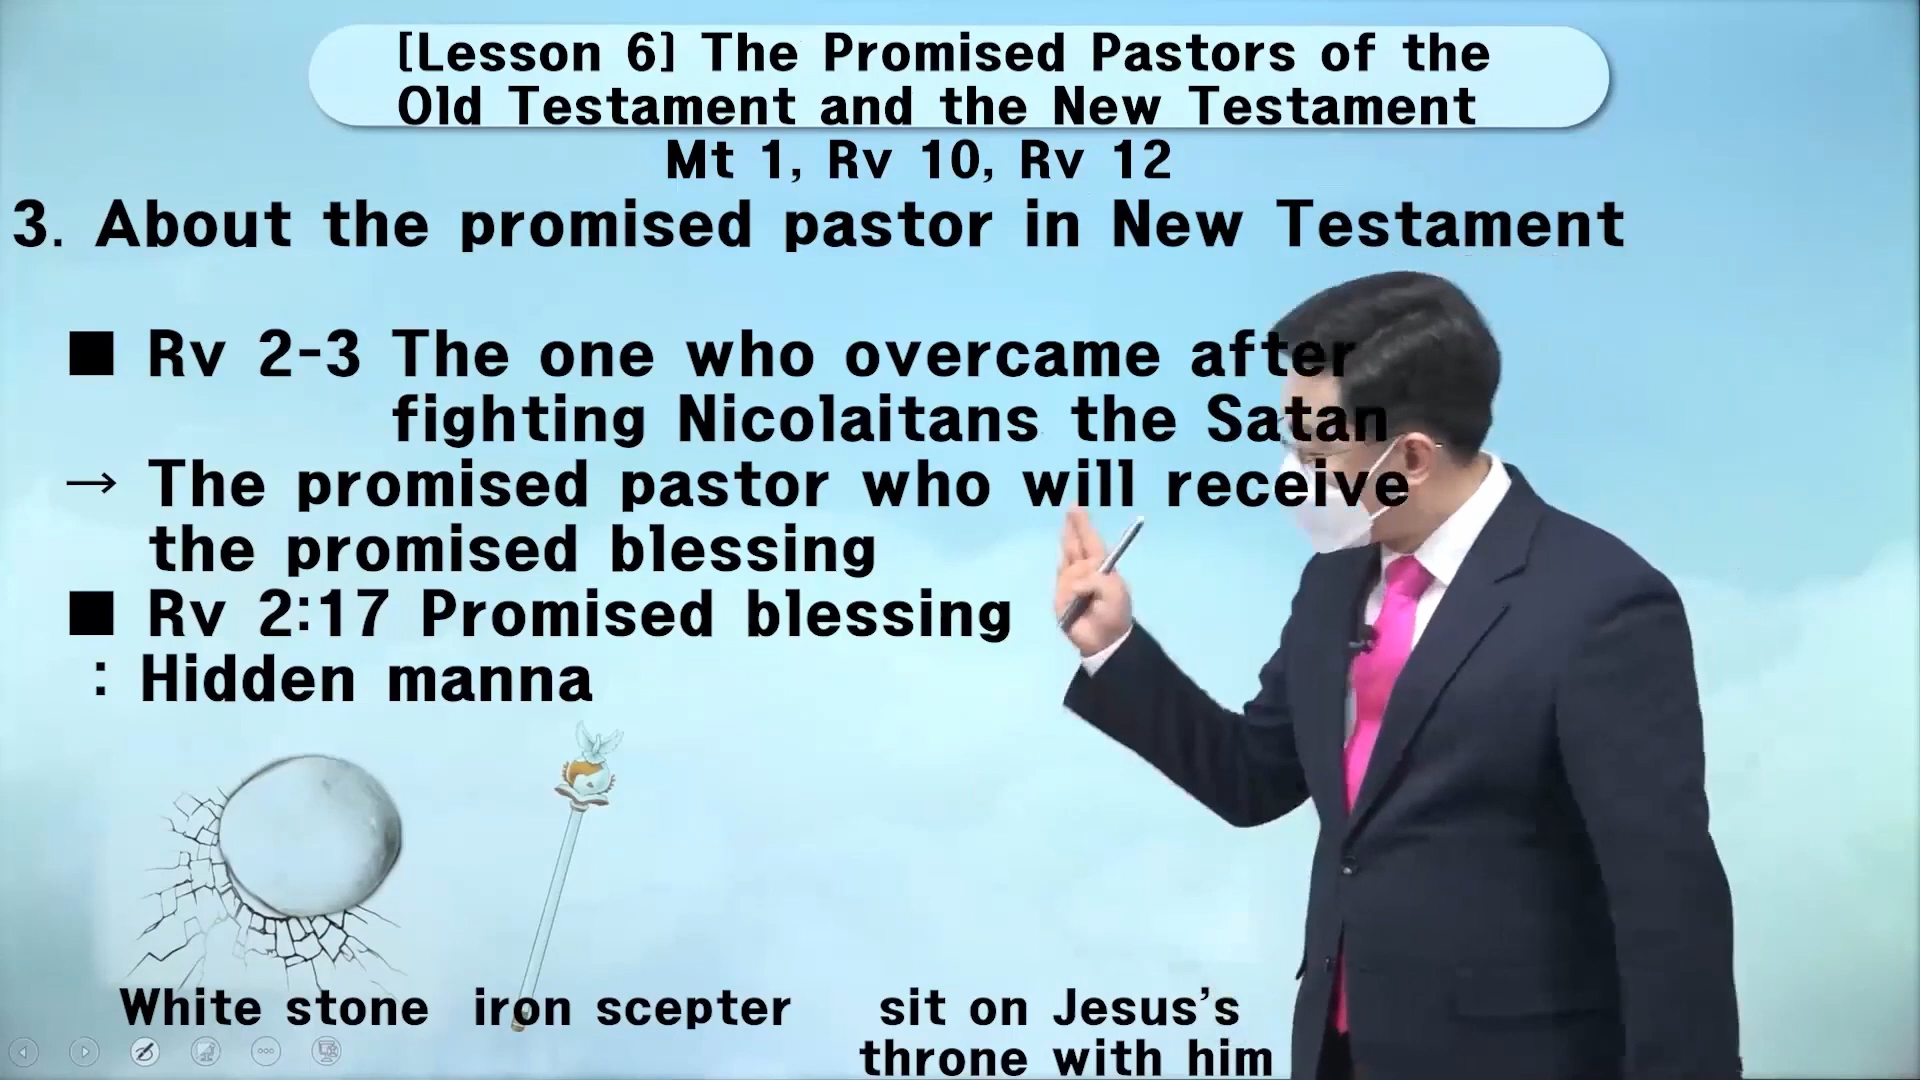 [Lesson 6] The Promised Pastors of the
Old Testament and the New Testament
Mt 1, Rv 10, Rv 12
3. About the promised pastor in New Testament
■ Rv 2-3 The one who overcame after
fighting Nicolaitans the Satan
→ The promised pastor who will receive
the promised blessing
■ Rv 2:17 Promised blessing
: Hidden manna
White stone iron scepter sit on Jesus's
throne with him